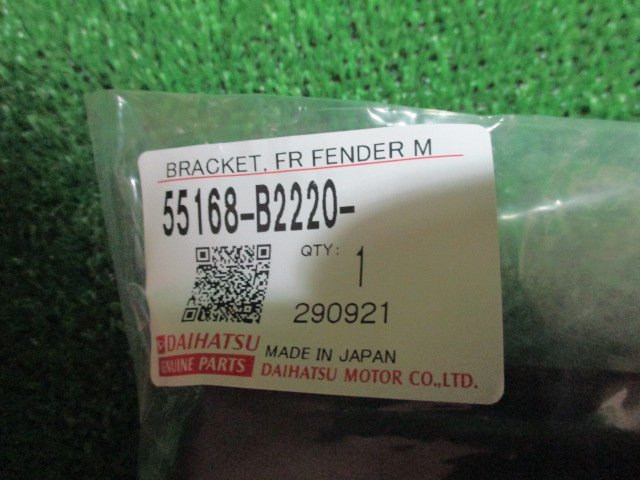 BRACKET, FR FENDER M
55168-B2220-
QTY: 1
290921
DAIHATSU
GENUINE PARTS
MADE IN JAPAN
DAIHATSU MOTOR CO.,LTD.